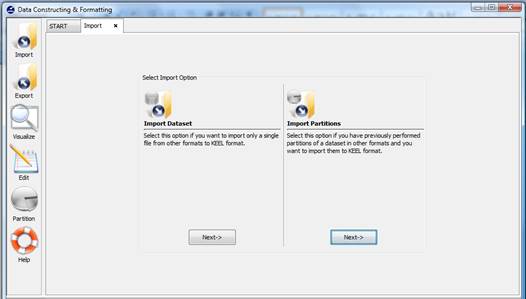 Data Constructing & Formatting
START
Import
Import
Export
Visualize
Edit
Partition
Help
Select Import Option
Import Dataset
Select this option if you want to import only a single
file from other formats to KEEL format.
Next->
Import Partitions
Select this option if you have previously performed
partitions of a dataset in other formats and you
want to import them to KEEL format.
Next->